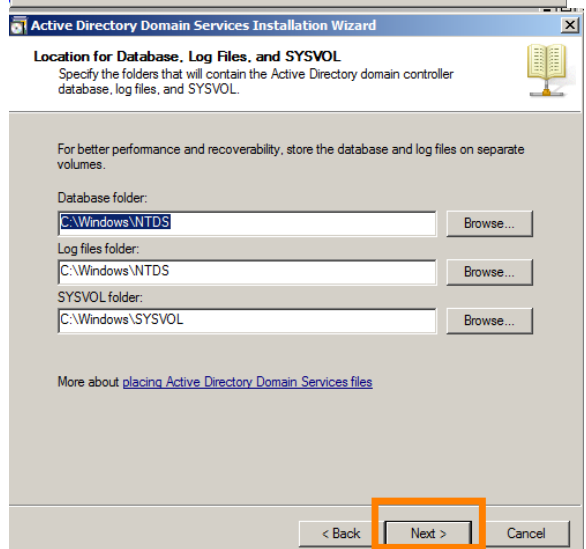 Active Directory Domain Services Installation Wizard
Location for Database, Log Files, and SYSVOL
Specify the folders that will contain the Active Directory domain controller
database, log files, and SYSVOL.
For better performance and recoverability, store the database and log files on separate
volumes.
Database folder:
C:\Windows\NTDS
Browse...
Log files folder:
C:\Windows\NTDS
Browse...
SYSVOL folder:
C:\Windows\SYSVOL
Browse...
More about placing Active Directory Domain Services files
< Back Next > Cancel